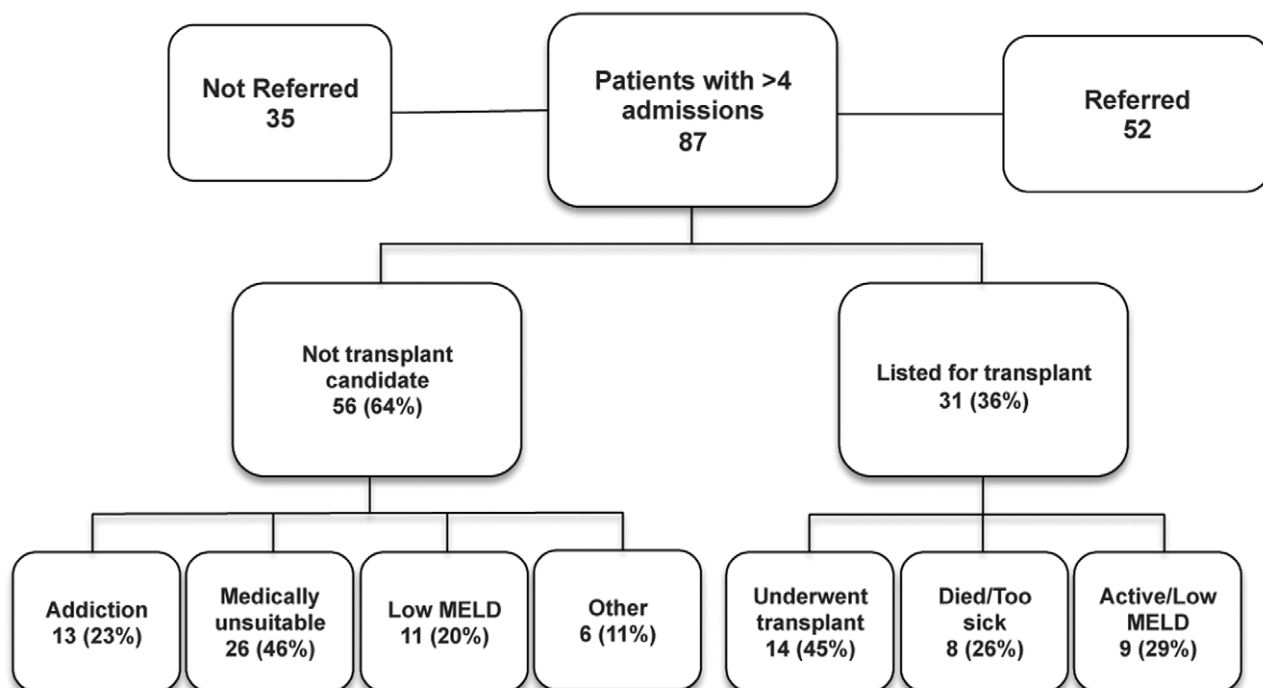 Not Referred
35
Patients with >4
admissions
87
Referred
52
Not transplant
candidate
56 (64%)
Listed for transplant
31 (36%)
Addiction
13 (23%)
Medically
unsuitable
26 (46%)
Low MELD
11 (20%)
Other
6 (11%)
Underwent
transplant
14 (45%)
Died/Too
sick
8 (26%)
Active/Low
MELD
9 (29%)